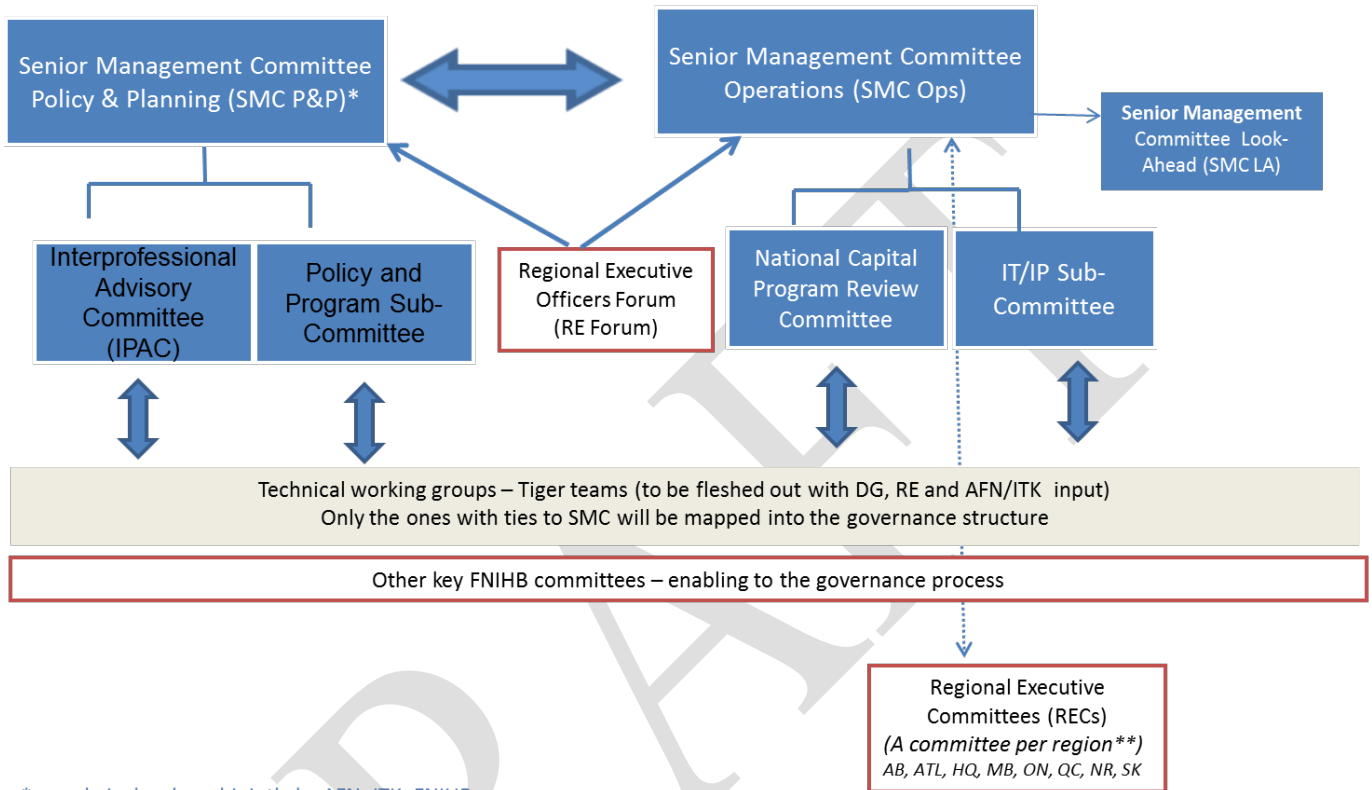 Senior Management Committee
Policy & Planning (SMC P&P)*
Senior Management Committee
Operations (SMC Ops)
Senior Management
Committee Look-
Ahead (SMC LA)
Interprofessional
Advisory
Committee
(IPAC)
Policy and
Program Sub-
Committee
Regional Executive
Officers Forum
(RE Forum)
National Capital
Program Review
Committee
IT/IP Sub-
Committee
Technical working groups – Tiger teams (to be fleshed out with DG, RE and AFN/ITK input)
Only the ones with ties to SMC will be mapped into the governance structure
Other key FNIHB committees – enabling to the governance process
Regional Executive
Committees (RECs)
(A committee per region**)
AB, ATL, HQ, MB, ON, QC, NR, SK
DRAFT